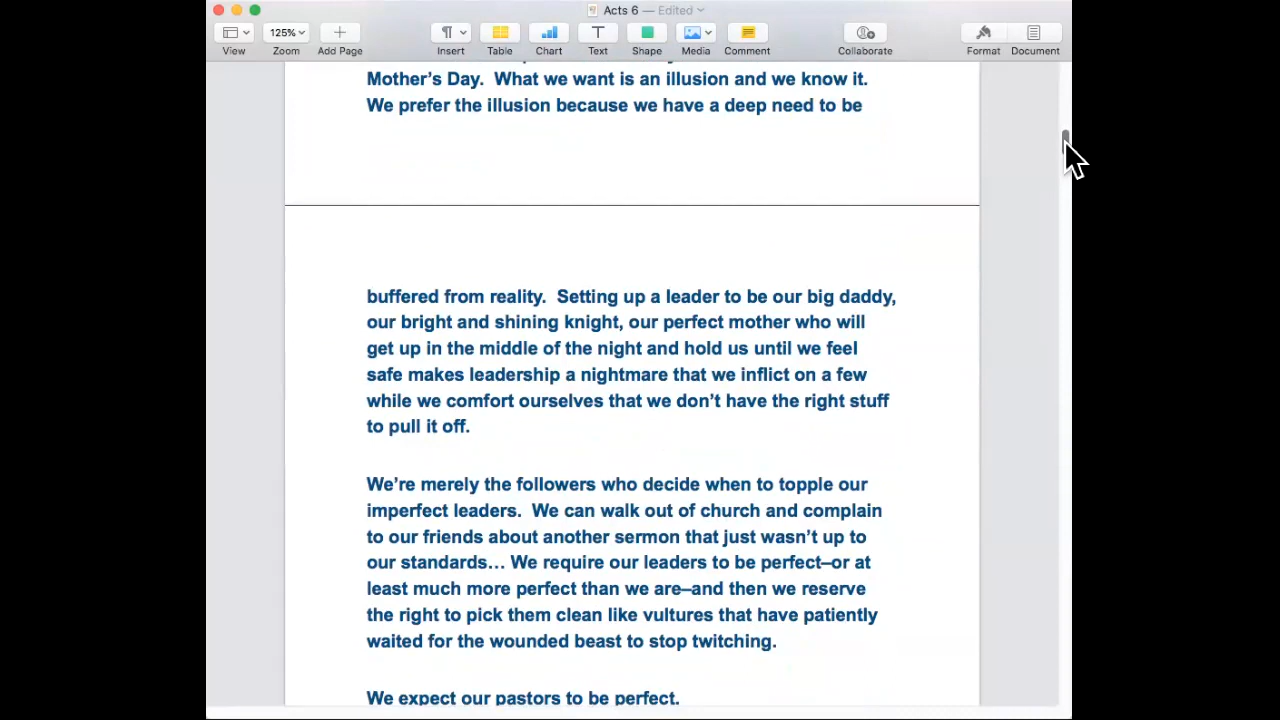 Acts 6 — Edited
125%
View
Zoom
Add Page
Insert
Table
Chart
Text
Shape
Media
Comment
Collaborate
Format
Document
Mother’s Day.  What we want is an illusion and we know it.
We prefer the illusion because we have a deep need to be
buffered from reality.  Setting up a leader to be our big daddy,
our bright and shining knight, our perfect mother who will
get up in the middle of the night and hold us until we feel
safe makes leadership a nightmare that we inflict on a few
while we comfort ourselves that we don’t have the right stuff
to pull it off.
We’re merely the followers who decide when to topple our
imperfect leaders.  We can walk out of church and complain
to our friends about another sermon that just wasn’t up to
our standards… We require our leaders to be perfect–or at
least much more perfect than we are–and then we reserve
the right to pick them clean like vultures that have patiently
waited for the wounded beast to stop twitching.
We expect our pastors to be perfect.